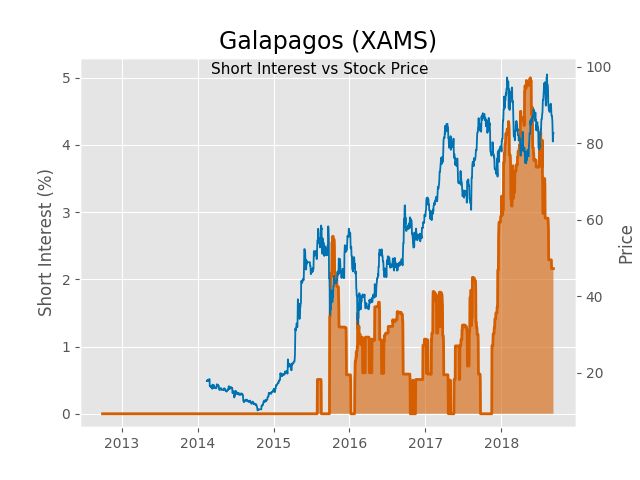 Galapagos (XAMS)
Short Interest vs Stock Price
Short Interest (%)
5
4
3
2
1
0
100
80
60
40
20
Price
2013 2014 2015 2016 2017 2018